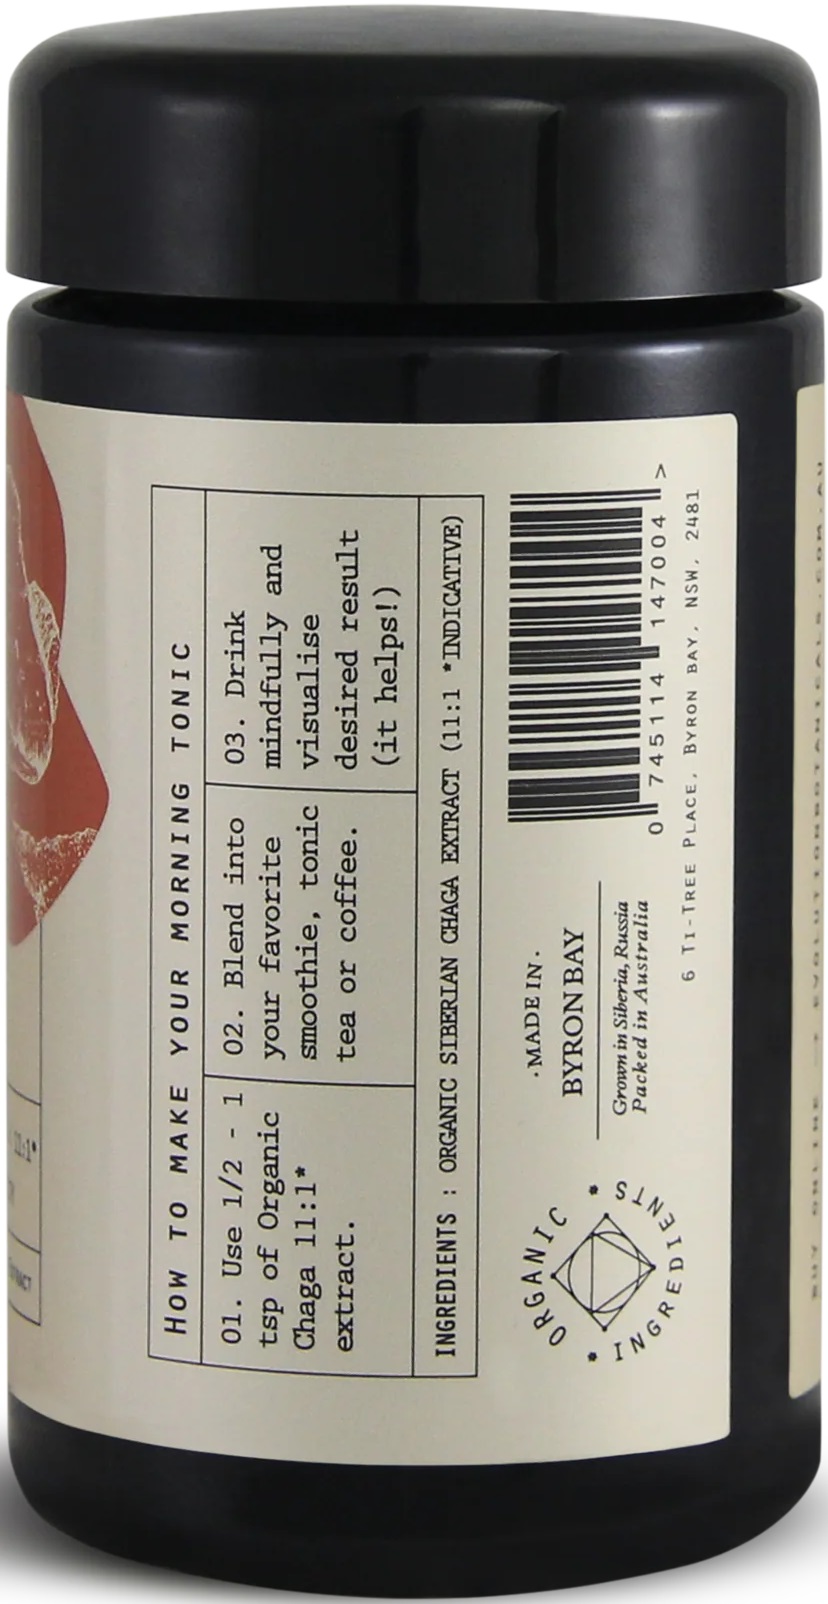 HOW TO MAKE YOUR MORNING TONIC
01. Use 1/2 - 1
tsp of Organic
Chaga 11:1*
extract.
02. Blend into
your favorite
smoothie, tonic
tea or coffee.
03. Drink
mindfully and
visualise
desired result
(it helps!)
INGREDIENTS : ORGANIC SIBERIAN CHAGA EXTRACT (11:1 *INDICATIVE)
ORGANIC * INGREDIENTS *
· MADE IN ·
BYRON BAY
Grown in Siberia, Russia
Packed in Australia
0 745114 147004 >
6 TI-TREE PLACE, BYRON BAY, NSW, 2481
11:1*